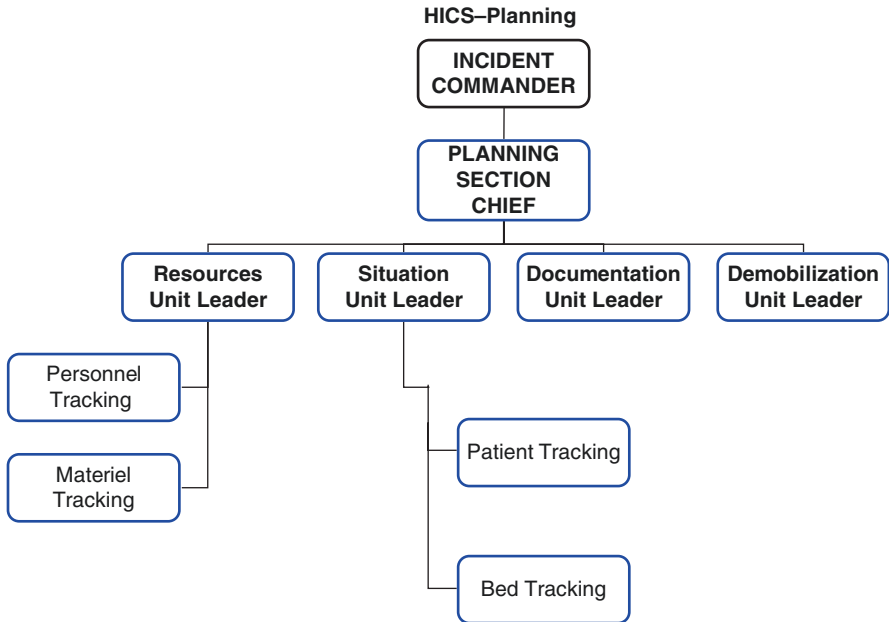 HICS–Planning
INCIDENT
COMMANDER
PLANNING
SECTION
CHIEF
Resources
Unit Leader
Situation
Unit Leader
Documentation
Unit Leader
Demobilization
Unit Leader
Personnel
Tracking
Materiel
Tracking
Patient Tracking
Bed Tracking